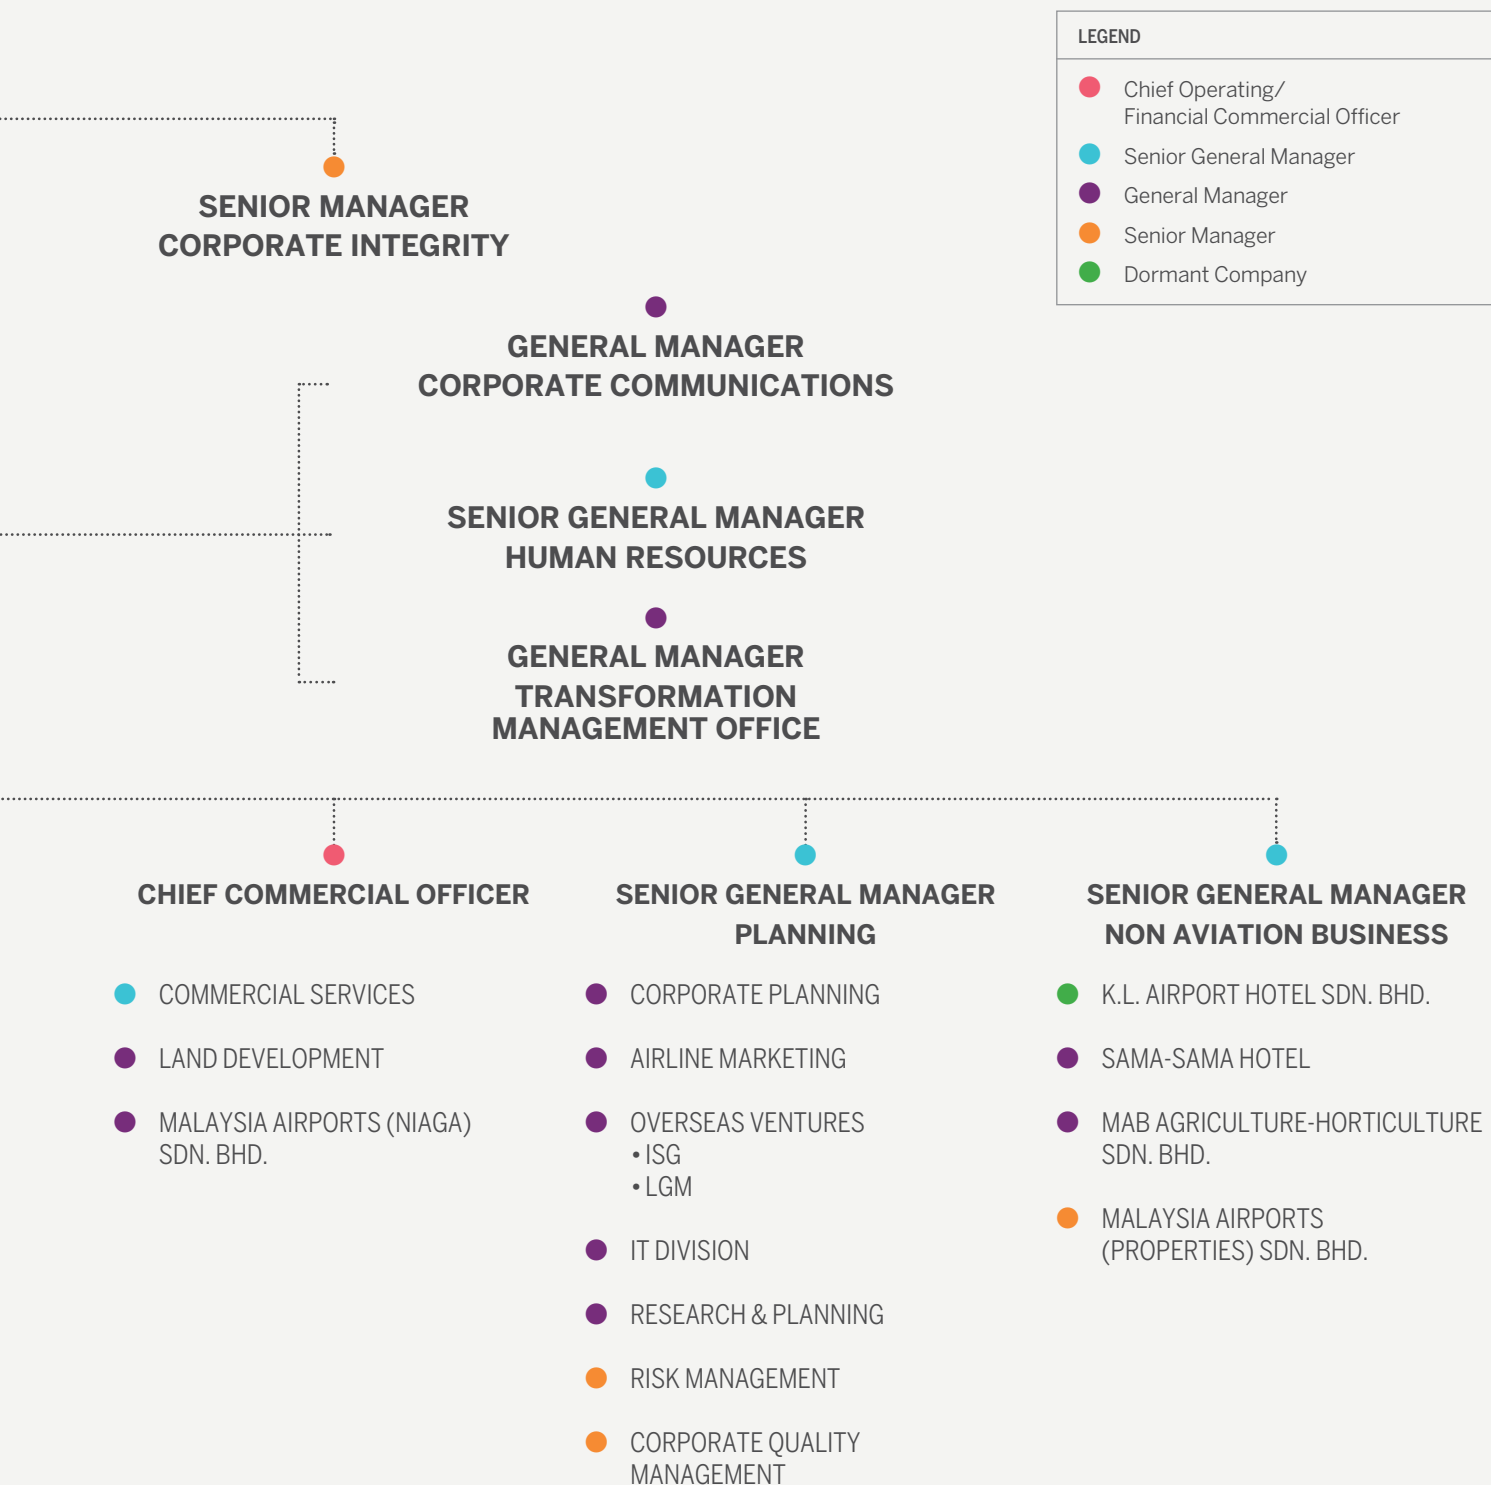 LEGEND
Chief Operating/
Financial Commercial Officer
Senior General Manager
General Manager
Senior Manager
Dormant Company
SENIOR MANAGER
CORPORATE INTEGRITY
GENERAL MANAGER
CORPORATE COMMUNICATIONS
SENIOR GENERAL MANAGER
HUMAN RESOURCES
GENERAL MANAGER
TRANSFORMATION
MANAGEMENT OFFICE
CHIEF COMMERCIAL OFFICER
COMMERCIAL SERVICES
LAND DEVELOPMENT
MALAYSIA AIRPORTS (NIAGA)
SDN. BHD.
SENIOR GENERAL MANAGER
PLANNING
CORPORATE PLANNING
AIRLINE MARKETING
OVERSEAS VENTURES
• ISG
• LGM
IT DIVISION
RESEARCH & PLANNING
RISK MANAGEMENT
CORPORATE QUALITY
MANAGEMENT
SENIOR GENERAL MANAGER
NON AVIATION BUSINESS
K.L. AIRPORT HOTEL SDN. BHD.
SAMA-SAMA HOTEL
MAB AGRICULTURE-HORTICULTURE
SDN. BHD.
MALAYSIA AIRPORTS
(PROPERTIES) SDN. BHD.